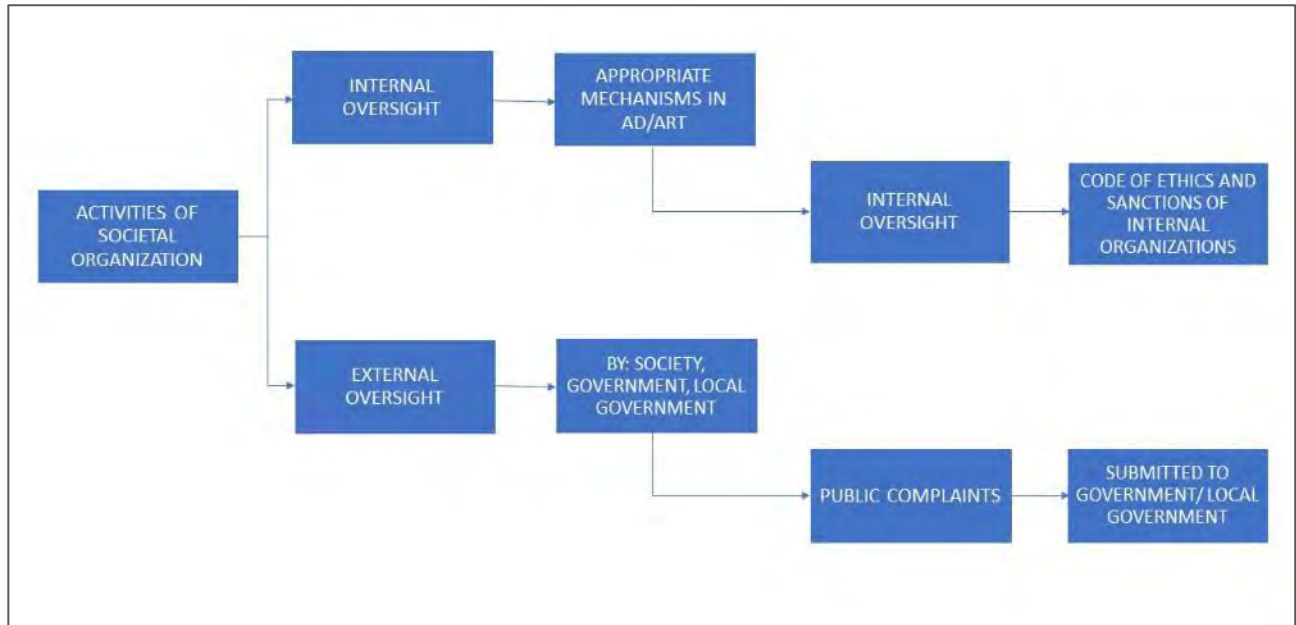 ACTIVITIES OF
SOCIETAL
ORGANIZATION
INTERNAL
OVERSIGHT
APPROPRIATE
MECHANISMS IN
AD/ART
INTERNAL
OVERSIGHT
CODE OF ETHICS AND
SANCTIONS OF
INTERNAL
ORGANIZATIONS
EXTERNAL
OVERSIGHT
BY: SOCIETY,
GOVERNMENT, LOCAL
GOVERNMENT
PUBLIC COMPLAINTS
SUBMITTED TO
GOVERNMENT/ LOCAL
GOVERNMENT